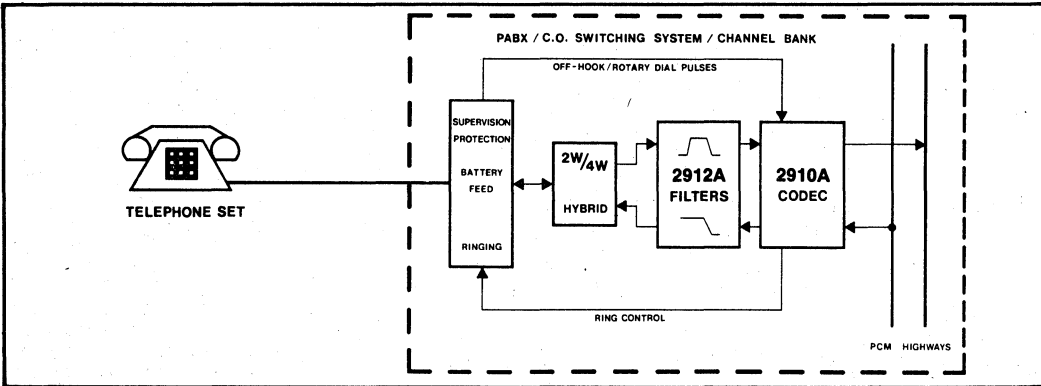 PABX / C.O. SWITCHING SYSTEM / CHANNEL BANK
OFF-HOOK/ROTARY DIAL PULSES
SUPERVISION
PROTECTION
BATTERY
FEED
RINGING
2W/4W
HYBRID
2912A
FILTERS
2910A
CODEC
TELEPHONE SET
RING CONTROL
PCM HIGHWAYS